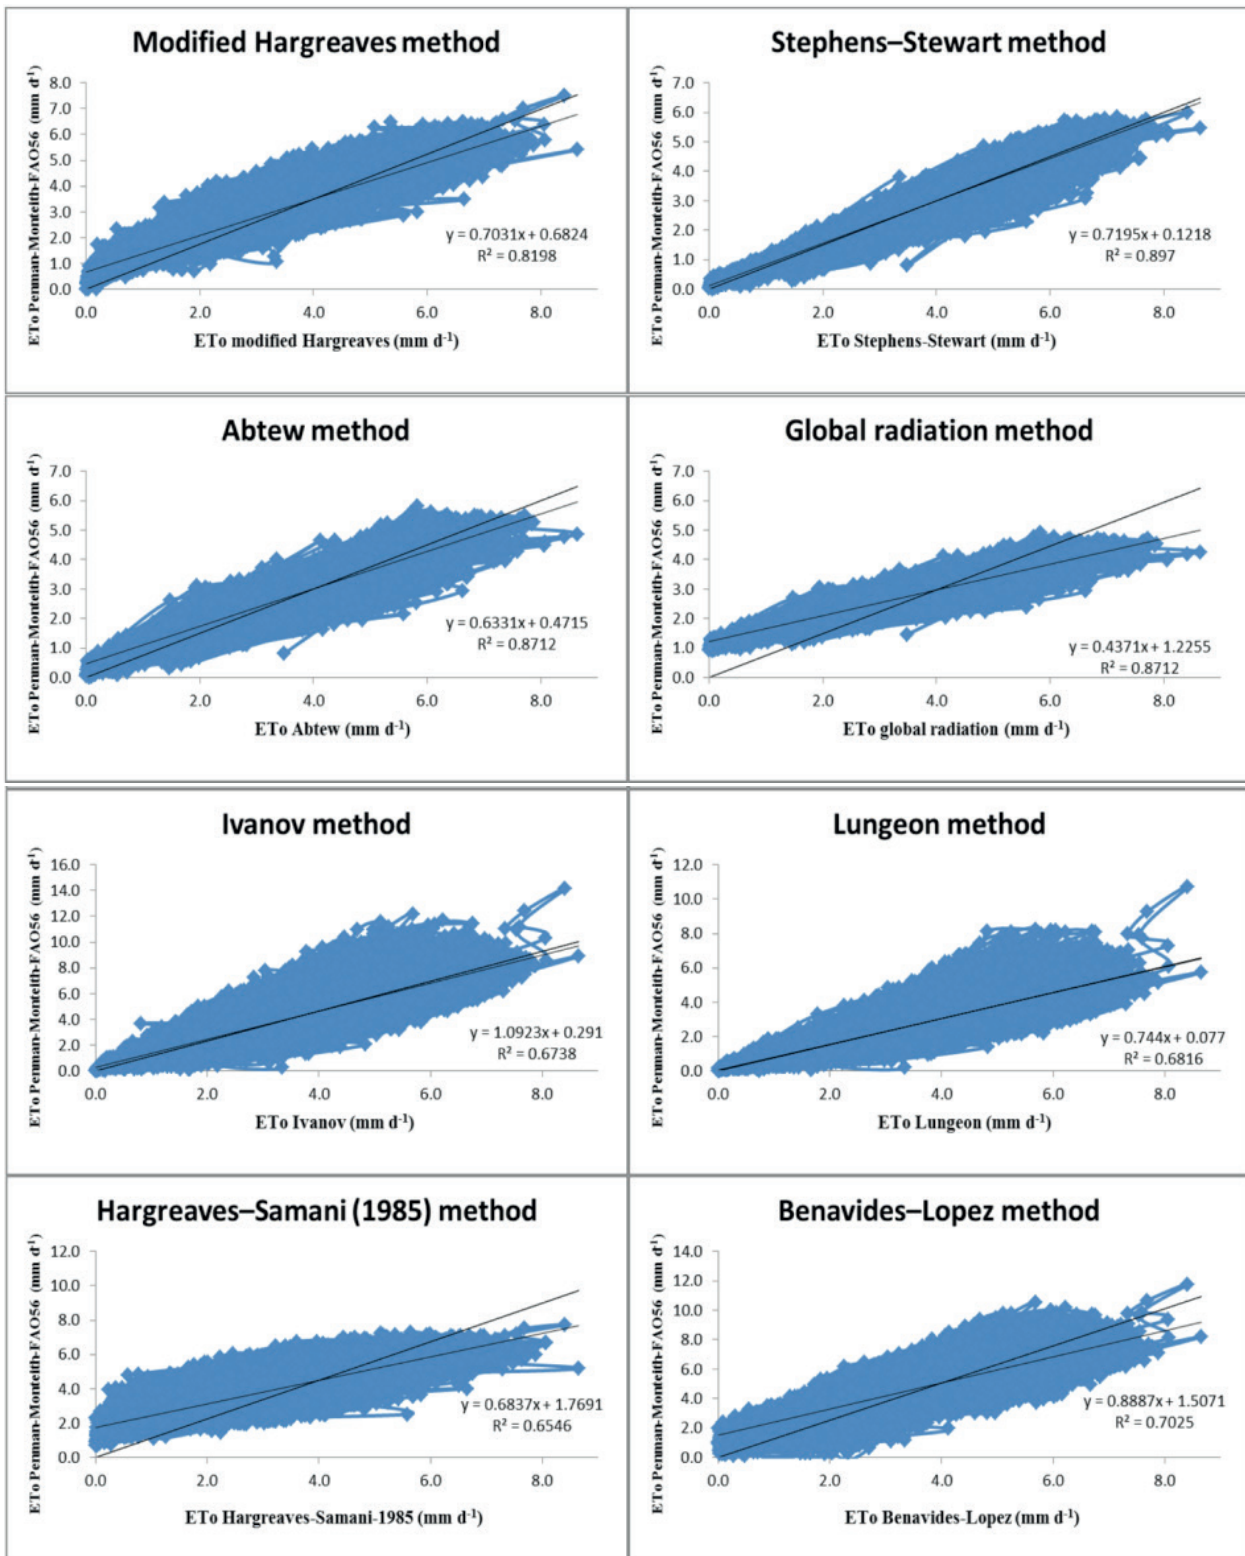 Modified Hargreaves method
ETo Penman-Monteith-FAO56 (mm d⁻¹)
8.0
7.0
6.0
5.0
4.0
3.0
2.0
1.0
0.0
y = 0.7031x + 0.6824
R² = 0.8198
0.0 2.0 4.0 6.0 8.0
ETo modified Hargreaves (mm d⁻¹)
Stephens–Stewart method
ETo Penman-Monteith-FAO56 (mm d⁻¹)
7.0
6.0
5.0
4.0
3.0
2.0
1.0
0.0
y = 0.7195x + 0.1218
R² = 0.897
0.0 2.0 4.0 6.0 8.0
ETo Stephens-Stewart (mm d⁻¹)
Abtew method
ETo Penman-Monteith-FAO56 (mm d⁻¹)
7.0
6.0
5.0
4.0
3.0
2.0
1.0
0.0
y = 0.6331x + 0.4715
R² = 0.8712
0.0 2.0 4.0 6.0 8.0
ETo Abtew (mm d⁻¹)
Global radiation method
ETo Penman-Monteith-FAO56 (mm d⁻¹)
7.0
6.0
5.0
4.0
3.0
2.0
1.0
0.0
y = 0.4371x + 1.2255
R² = 0.8712
0.0 2.0 4.0 6.0 8.0
ETo global radiation (mm d⁻¹)
Ivanov method
ETo Penman-Monteith-FAO56 (mm d⁻¹)
16.0
14.0
12.0
10.0
8.0
6.0
4.0
2.0
0.0
y = 1.0923x + 0.291
R² = 0.6738
0.0 2.0 4.0 6.0 8.0
ETo Ivanov (mm d⁻¹)
Lungeon method
ETo Penman-Monteith-FAO56 (mm d⁻¹)
12.0
10.0
8.0
6.0
4.0
2.0
0.0
y = 0.744x + 0.077
R² = 0.6816
0.0 2.0 4.0 6.0 8.0
ETo Lungeon (mm d⁻¹)
Hargreaves–Samani (1985) method
ETo Penman-Monteith-FAO56 (mm d⁻¹)
12.0
10.0
8.0
6.0
4.0
2.0
0.0
y = 0.6837x + 1.7691
R² = 0.6546
0.0 2.0 4.0 6.0 8.0
ETo Hargreaves-Samani-1985 (mm d⁻¹)
Benavides–Lopez method
ETo Penman-Monteith-FAO56 (mm d⁻¹)
14.0
12.0
10.0
8.0
6.0
4.0
2.0
0.0
y = 0.8887x + 1.5071
R² = 0.7025
0.0 2.0 4.0 6.0 8.0
ETo Benavides-Lopez (mm d⁻¹)